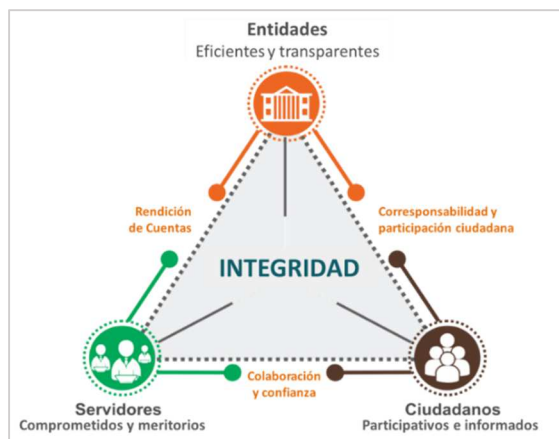 Entidades
Eficientes y transparentes
Rendición
de Cuentas
Corresponsabilidad y
participación ciudadana
INTEGRIDAD
Colaboración
y confianza
Servidores
Comprometidos y meritorios
Ciudadanos
Participativos e informados